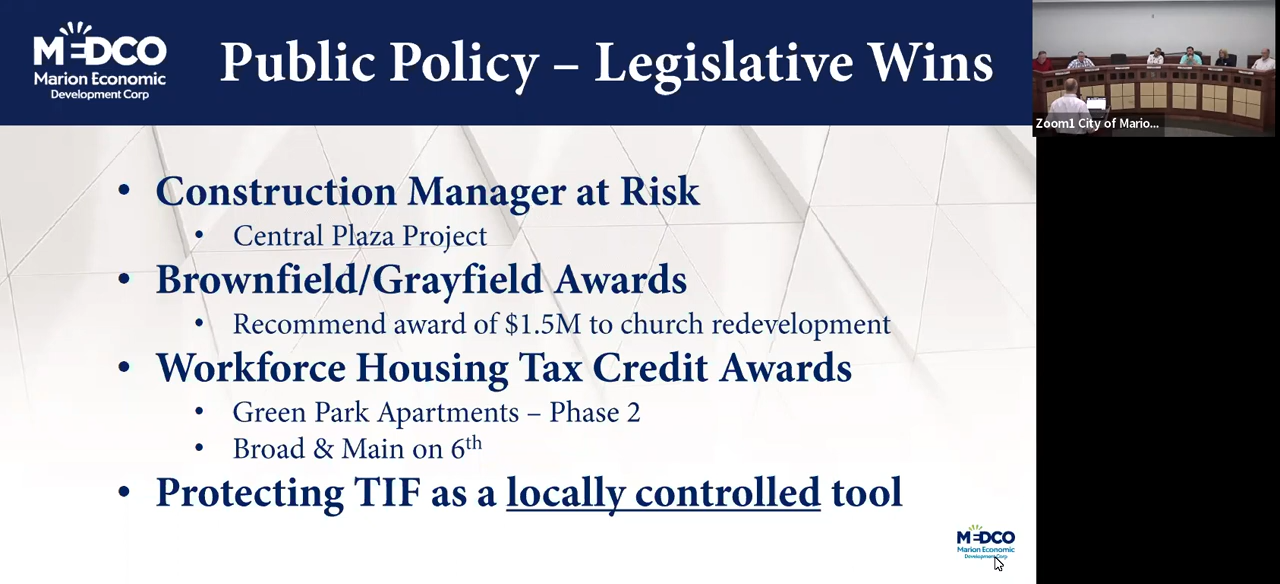 MEDCO
Marion Economic
Development Corp
Public Policy – Legislative Wins
Zoom1 City of Mario...
• Construction Manager at Risk
• Central Plaza Project
• Brownfield/Grayfield Awards
• Recommend award of $1.5M to church redevelopment
• Workforce Housing Tax Credit Awards
• Green Park Apartments – Phase 2
• Broad & Main on 6th
• Protecting TIF as a locally controlled tool
MEDCO
Marion Economic
Development Corp